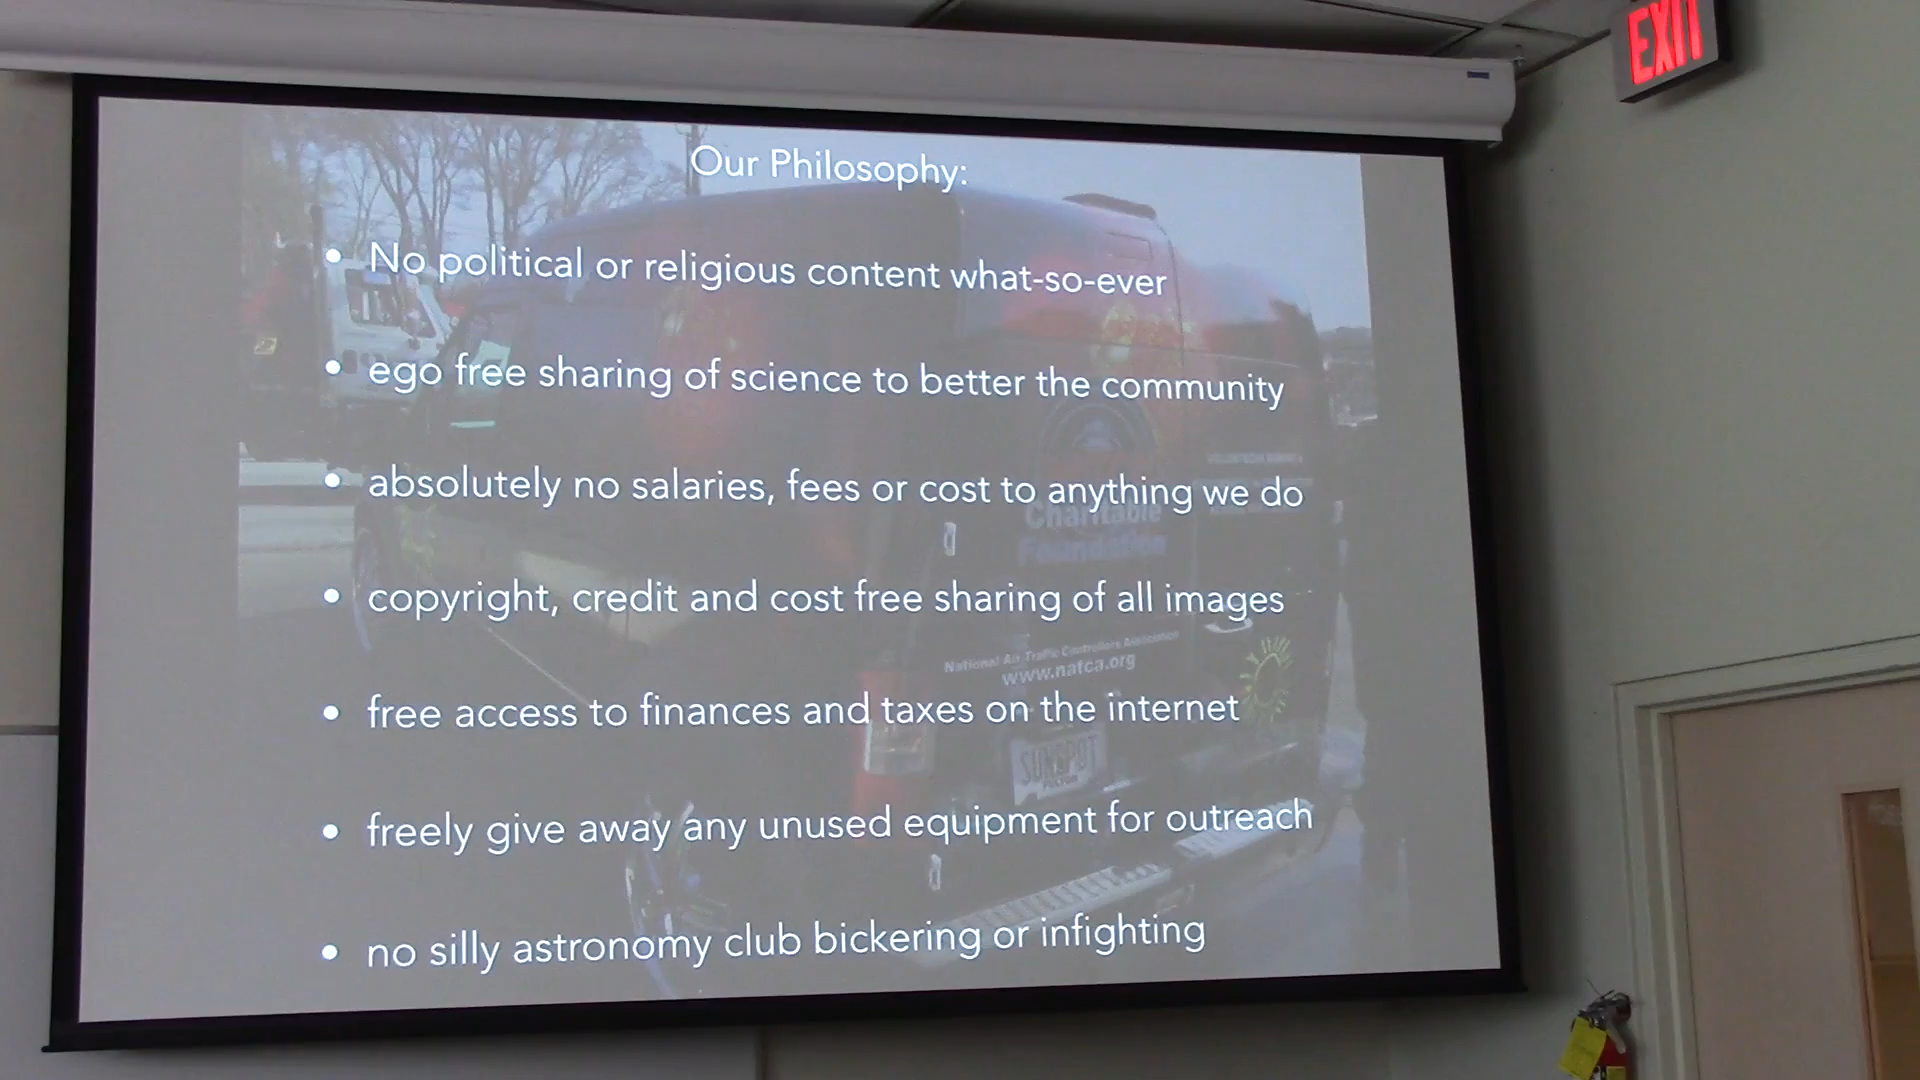 EXIT
Our Philosophy:
• No political or religious content what-so-ever
• ego free sharing of science to better the community
• absolutely no salaries, fees or cost to anything we do
Charitable
Foundation
• copyright, credit and cost free sharing of all images
National Air Traffic Controllers Association
www.natca.org
• free access to finances and taxes on the internet
SUNSPOT
• freely give away any unused equipment for outreach
• no silly astronomy club bickering or infighting